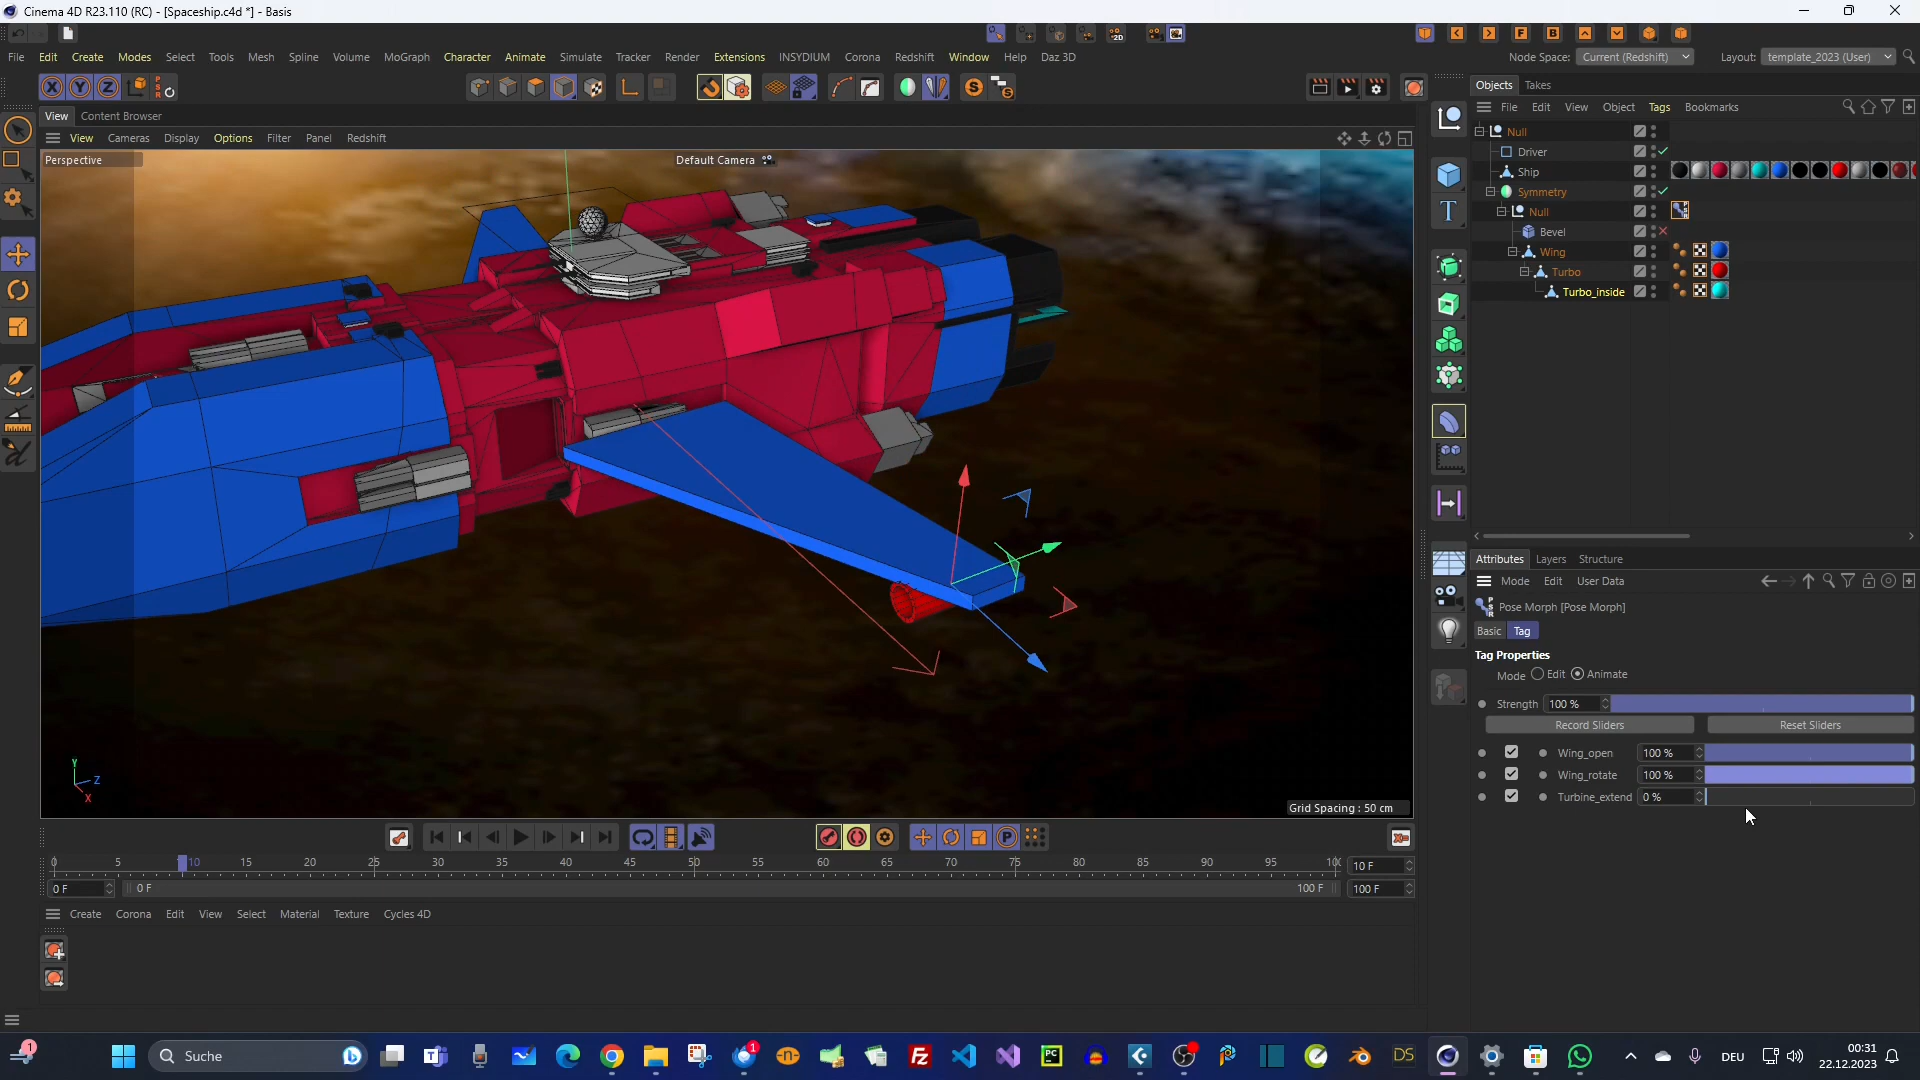 Cinema 4D R23.110 (RC) - [Spaceship.c4d *] - Basis
File Edit Create Modes Select Tools Mesh Spline Volume MoGraph Character Animate Simulate Tracker Render Extensions INSYDIUM Corona Redshift Window Help Daz 3D
Node Space: Current (Redshift) Layout: template_2023 (User)
View Content Browser
View Cameras Display Options Filter Panel Redshift
Perspective
Default Camera
Objects Takes
File Edit View Object Tags Bookmarks
Null
Driver
Ship
Symmetry
Null
Bevel
Wing
Turbo
Turbo_inside
Attributes Layers Structure
Mode Edit User Data
Pose Morph [Pose Morph]
Basic Tag
Tag Properties
Mode Edit Animate
Strength 100 %
Record Sliders Reset Sliders
Wing_open 100 %
Wing_rotate 100 %
Turbine_extend 0 %
Y
Z
X
Grid Spacing : 50 cm
0 5 10 15 20 25 30 35 40 45 50 55 60 65 70 75 80 85 90 95 10 10 F
0 F 0 F 100 F 100 F
Create Corona Edit View Select Material Texture Cycles 4D
Suche
DEU
00:31
22.12.2023